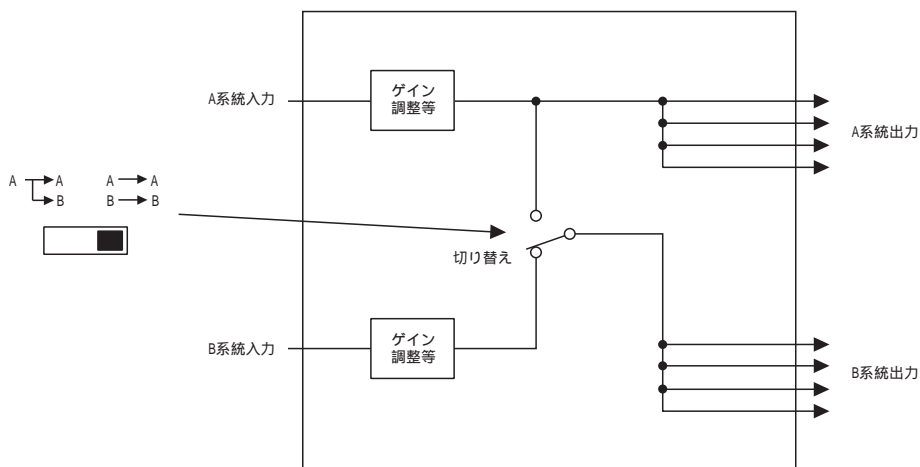 A系統入力
ゲイン
調整等
A系統出力
A A A A
B B B
切り替え
B系統入力
ゲイン
調整等
B系統出力